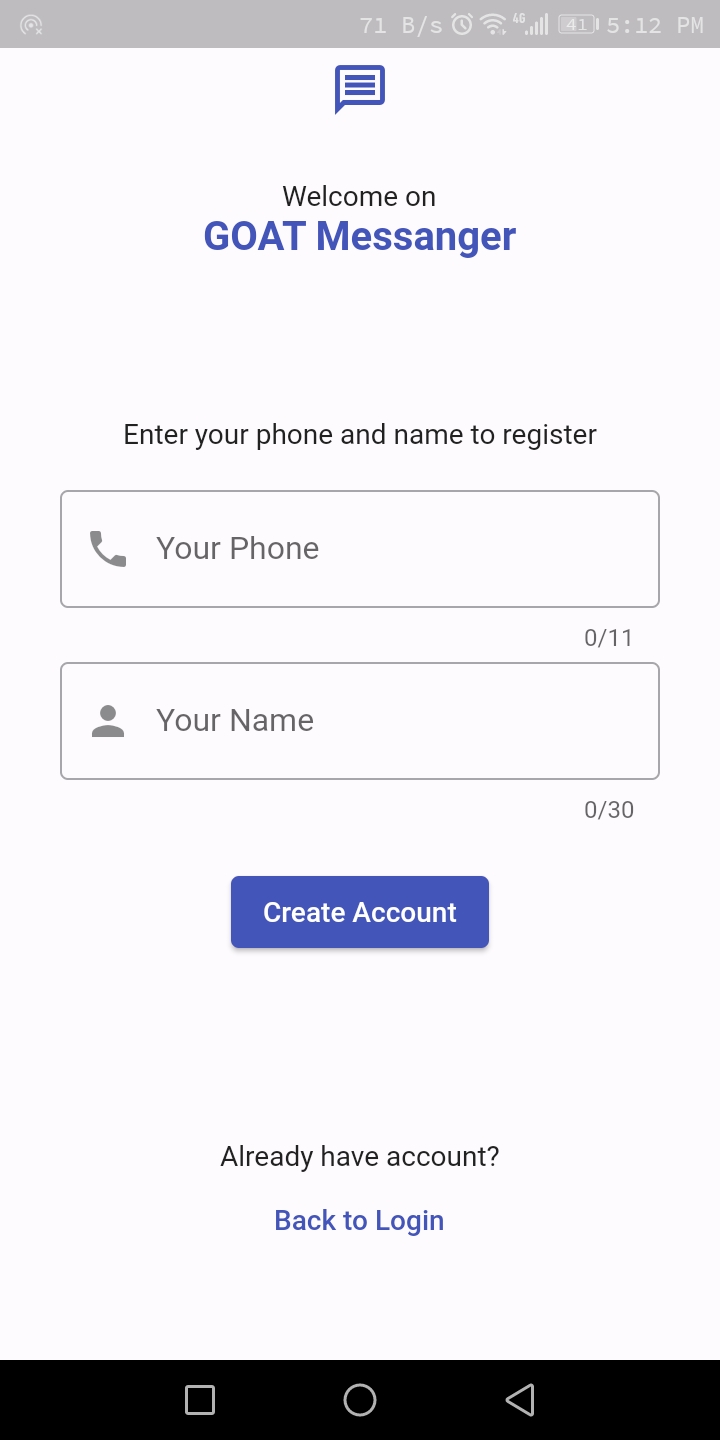 71 B/s 4G 41 5:12 PM
Welcome on
GOAT Messanger
Enter your phone and name to register
Your Phone
0/11
Your Name
0/30
Create Account
Already have account?
Back to Login